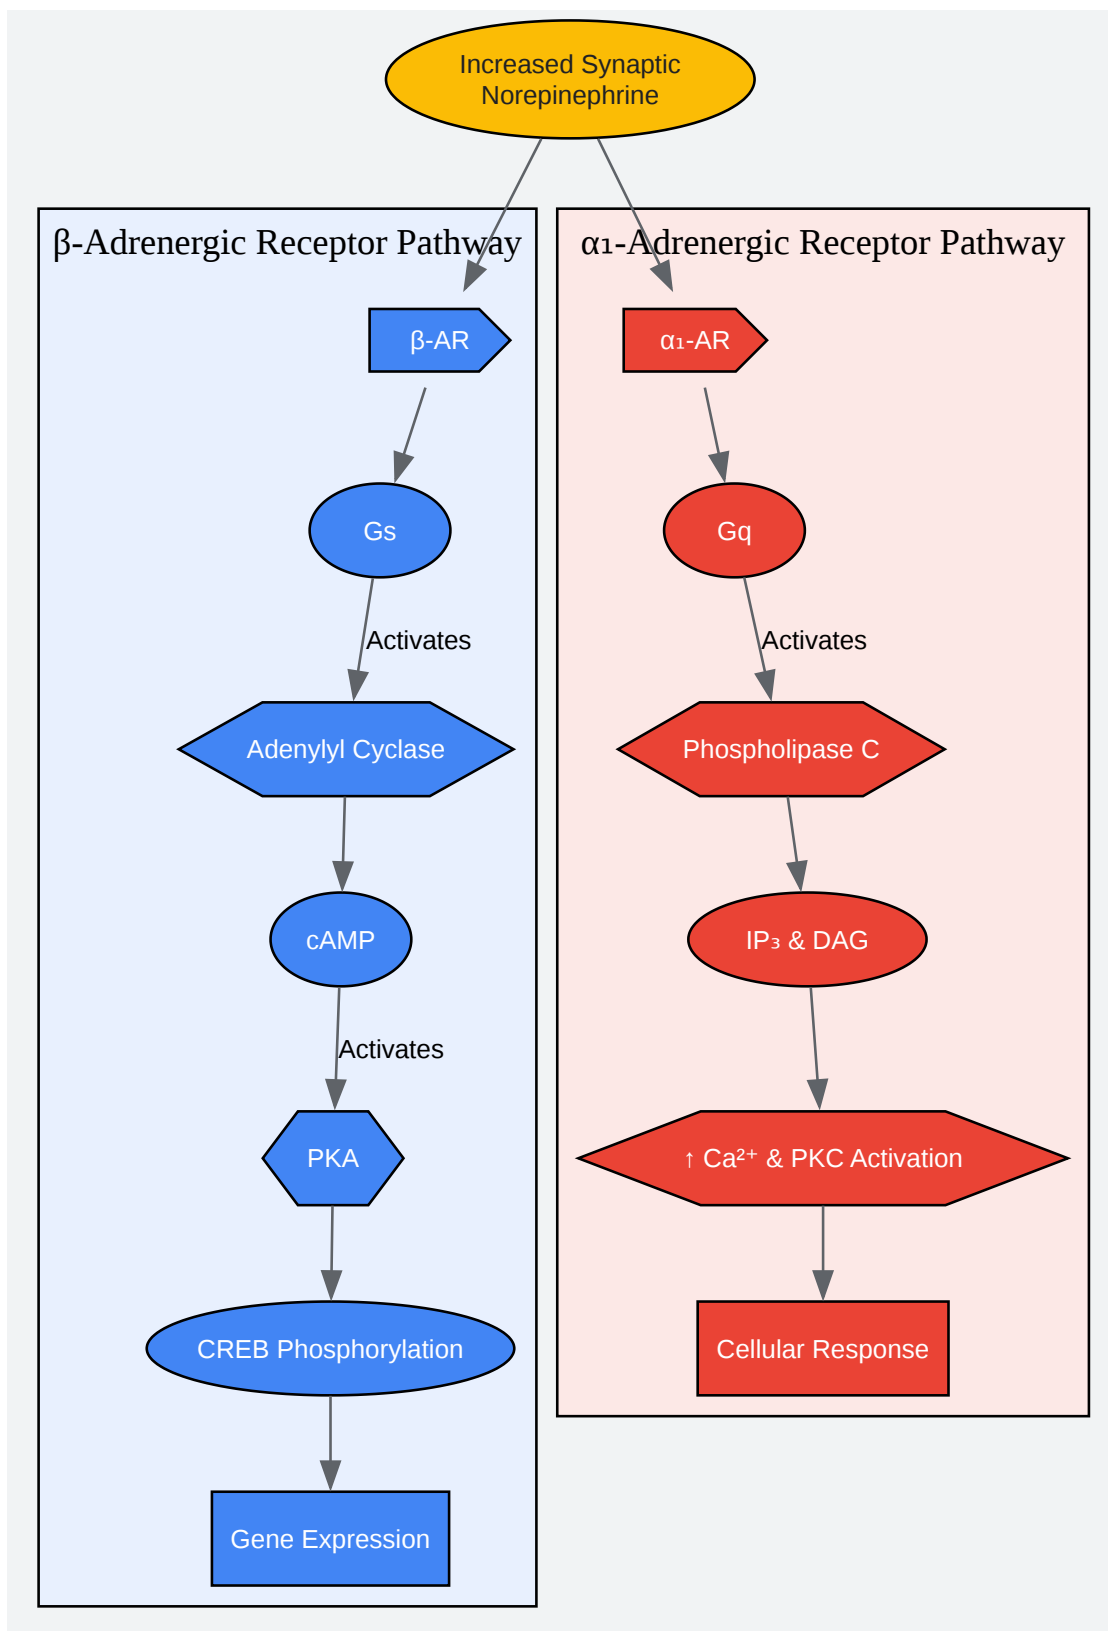 Increased Synaptic
Norepinephrine
β-Adrenergic Receptor Pathway
β-AR
Gs
Activates
Adenylyl Cyclase
cAMP
Activates
PKA
CREB Phosphorylation
Gene Expression
α₁-Adrenergic Receptor Pathway
α₁-AR
Gq
Activates
Phospholipase C
IP₃ & DAG
↑ Ca²⁺ & PKC Activation
Cellular Response